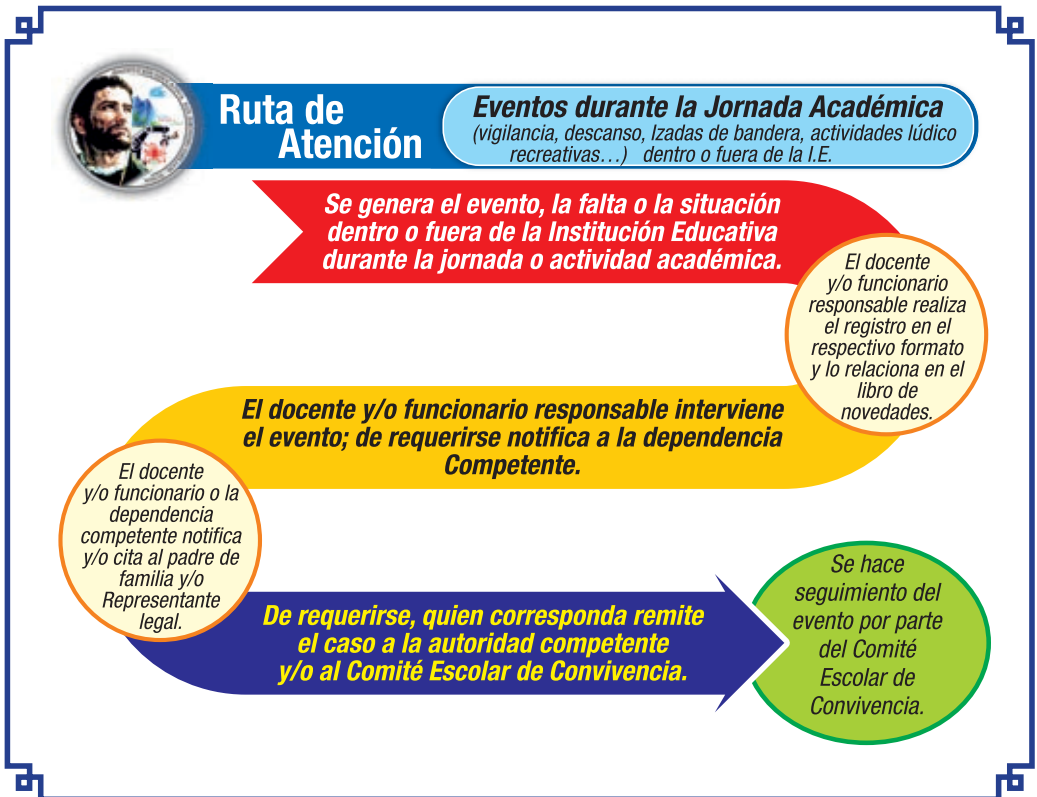 Ruta de
Atención
Eventos durante la Jornada Académica
(vigilancia, descanso, Izadas de bandera, actividades lúdico
recreativas...) dentro o fuera de la I.E.
Se genera el evento, la falta o la situación
dentro o fuera de la Institución Educativa
durante la jornada o actividad académica.
El docente
y/o funcionario
responsable realiza
el registro en el
respectivo formato
y lo relaciona en el
libro de
novedades.
El docente y/o funcionario responsable interviene
el evento; de requerirse notifica a la dependencia
Competente.
El docente
y/o funcionario o la
dependencia
competente notifica
y/o cita al padre de
familia y/o
Representante
legal.
De requerirse, quien corresponda remite
el caso a la autoridad competente
y/o al Comité Escolar de Convivencia.
Se hace
seguimiento del
evento por parte
del Comité
Escolar de
Convivencia.